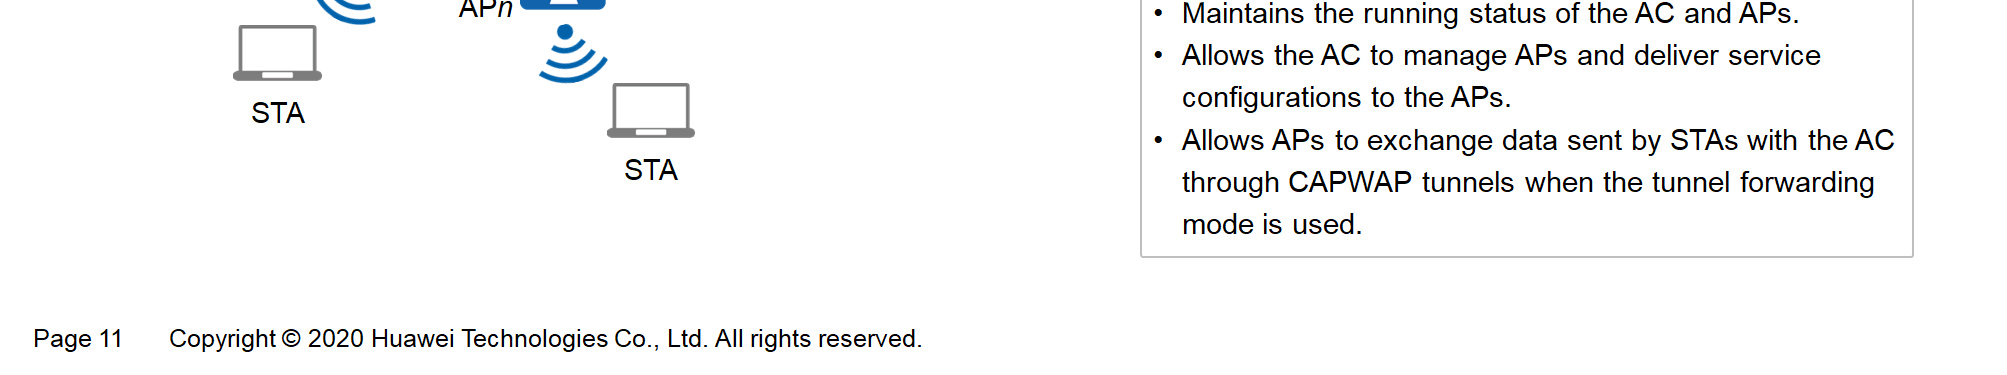 APn
STA
STA
• Maintains the running status of the AC and APs.
• Allows the AC to manage APs and deliver service
configurations to the APs.
• Allows APs to exchange data sent by STAs with the AC
through CAPWAP tunnels when the tunnel forwarding
mode is used.
Page 11 Copyright © 2020 Huawei Technologies Co., Ltd. All rights reserved.